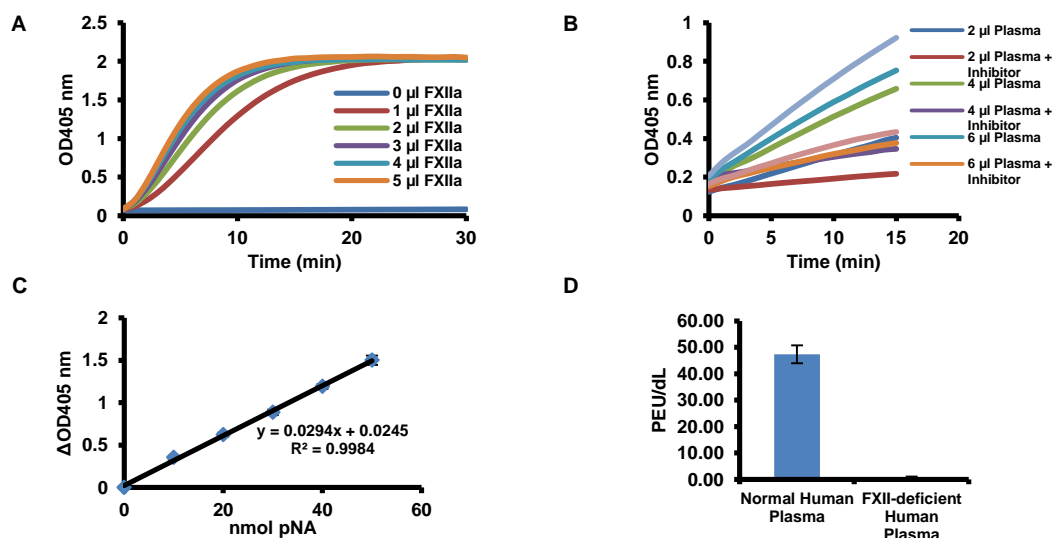 A
2.5
2
1.5
1
0.5
0
OD405 nm
0
10
20
30
Time (min)
0 µl FXIIa
1 µl FXIIa
2 µl FXIIa
3 µl FXIIa
4 µl FXIIa
5 µl FXIIa
B
1
0.8
0.6
0.4
0.2
0
OD405 nm
0
5
10
15
20
Time (min)
2 µl Plasma
2 µl Plasma +
Inhibitor
4 µl Plasma
4 µl Plasma +
Inhibitor
6 µl Plasma
6 µl Plasma +
Inhibitor
C
2
1.5
1
0.5
0
ΔOD405 nm
y = 0.0294x + 0.0245
R² = 0.9984
0
20
40
60
nmol pNA
D
60.00
50.00
40.00
30.00
20.00
10.00
0.00
PEU/dL
Normal Human
Plasma
FXII-deficient
Human
Plasma